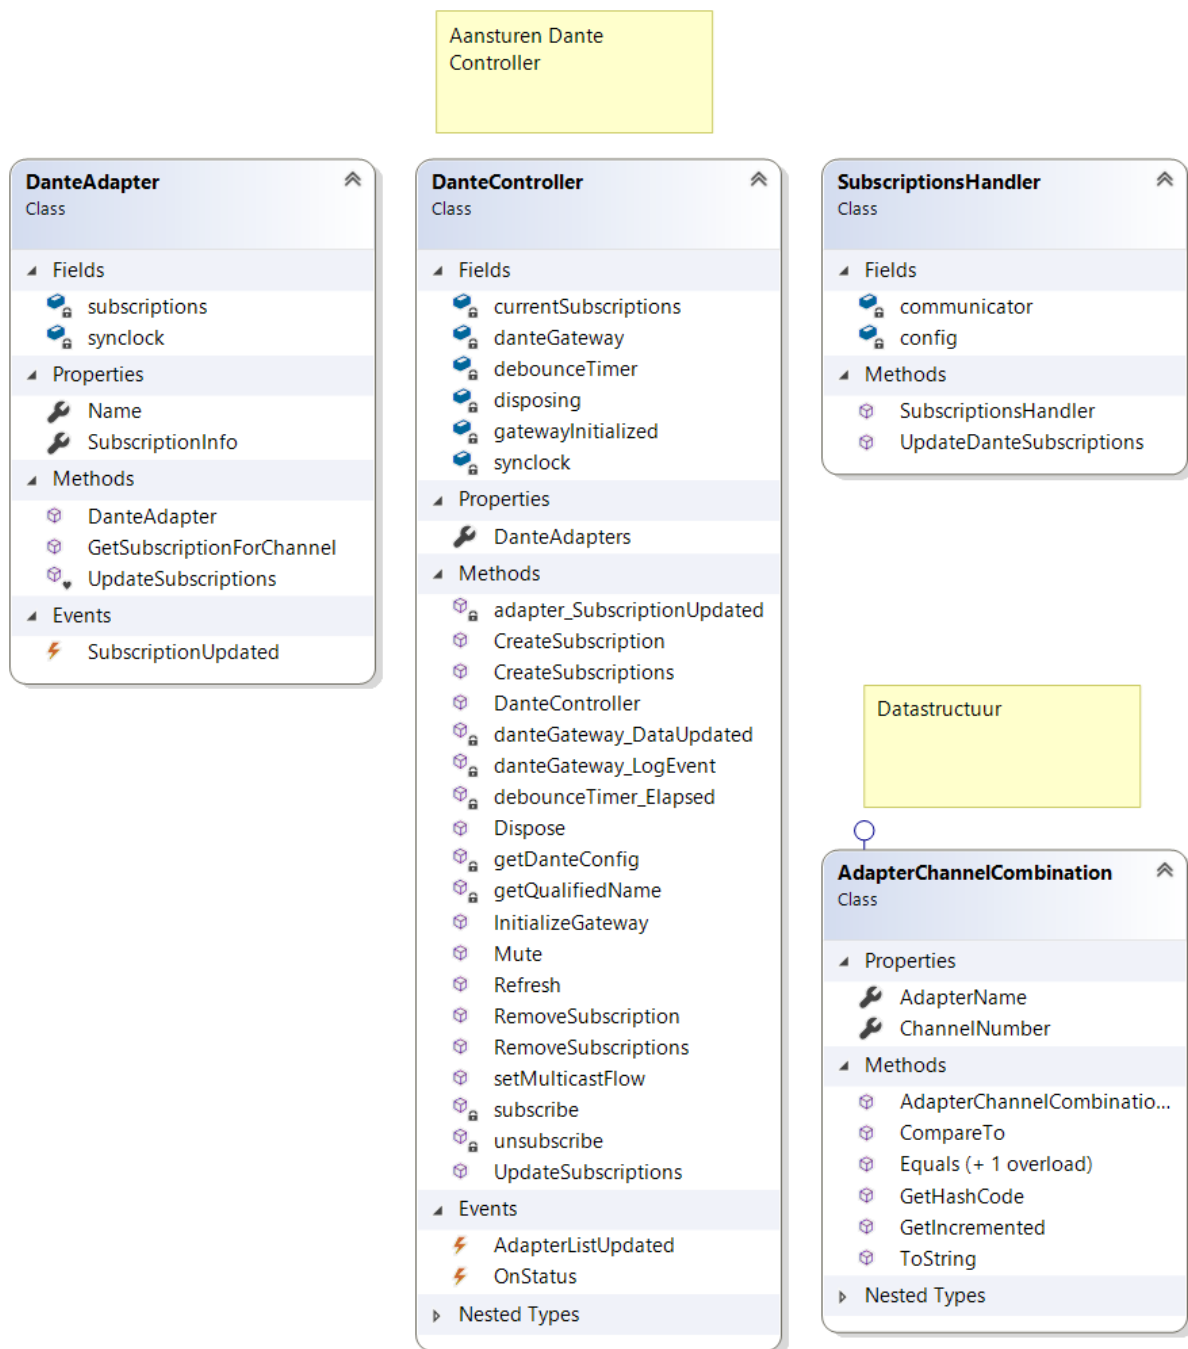 Aansturen Dante
Controller
DanteAdapter
Class
Fields
subscriptions
synclock
Properties
Name
SubscriptionInfo
Methods
DanteAdapter
GetSubscriptionForChannel
UpdateSubscriptions
Events
SubscriptionUpdated
DanteController
Class
Fields
currentSubscriptions
danteGateway
debounceTimer
disposing
gatewayInitialized
synclock
Properties
DanteAdapters
Methods
adapter_SubscriptionUpdated
CreateSubscription
CreateSubscriptions
DanteController
danteGateway_DataUpdated
danteGateway_LogEvent
debounceTimer_Elapsed
Dispose
getDanteConfig
getQualifiedName
InitializeGateway
Mute
Refresh
RemoveSubscription
RemoveSubscriptions
setMulticastFlow
subscribe
unsubscribe
UpdateSubscriptions
Events
AdapterListUpdated
OnStatus
Nested Types
SubscriptionsHandler
Class
Fields
communicator
config
Methods
SubscriptionsHandler
UpdateDanteSubscriptions
Datastructuur
AdapterChannelCombination
Class
Properties
AdapterName
ChannelNumber
Methods
AdapterChannelCombinatio...
CompareTo
Equals (+ 1 overload)
GetHashCode
GetIncremented
ToString
Nested Types